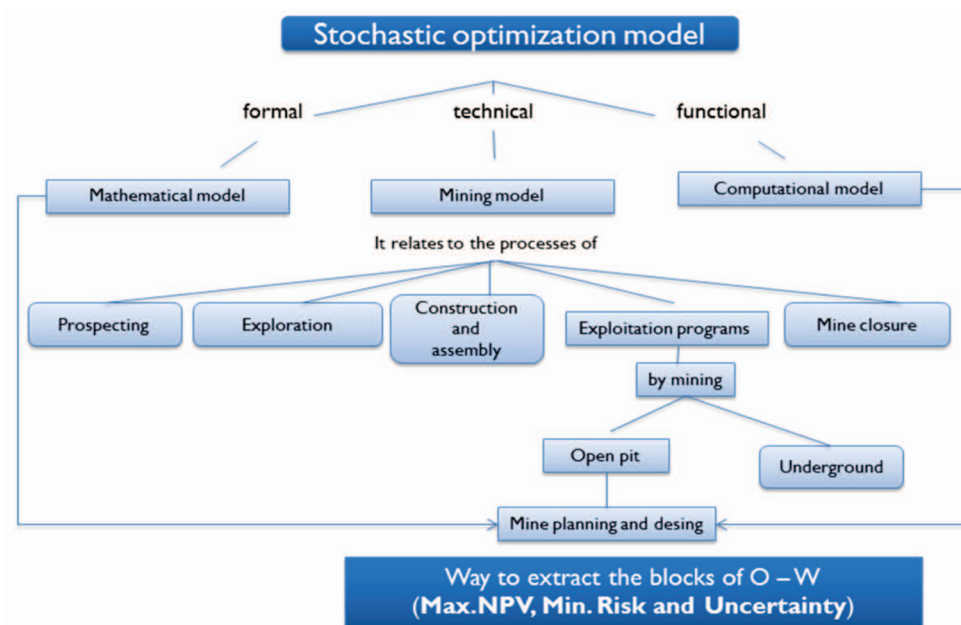 Stochastic optimization model
formal
technical
functional
Mathematical model
Mining model
Computational model
It relates to the processes of
Prospecting
Exploration
Construction
and
assembly
Exploitation programs
Mine closure
by mining
Open pit
Underground
Mine planning and desing
Way to extract the blocks of O – W
(Max.NPV, Min. Risk and Uncertainty)